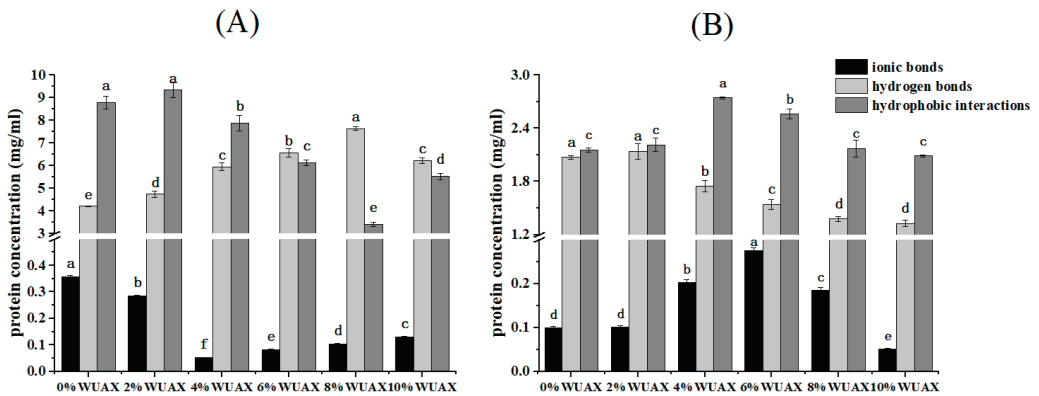 (A)
(B)
ionic bonds
hydrogen bonds
hydrophobic interactions
protein concentration (mg/ml)
10
9
8
7
6
5
4
3
0.4
0.3
0.2
0.1
0.0
a e a
b d a
f c b
e b c
d a e
c c d
0% WUAX 2% WUAX 4% WUAX 6% WUAX 8% WUAX 10% WUAX
protein concentration (mg/ml)
3.0
2.4
1.8
1.2
0.2
0.1
0.0
d a c
d a c
b b a
a c b
c d c
e d c
0% WUAX 2% WUAX 4% WUAX 6% WUAX 8% WUAX 10% WUAX